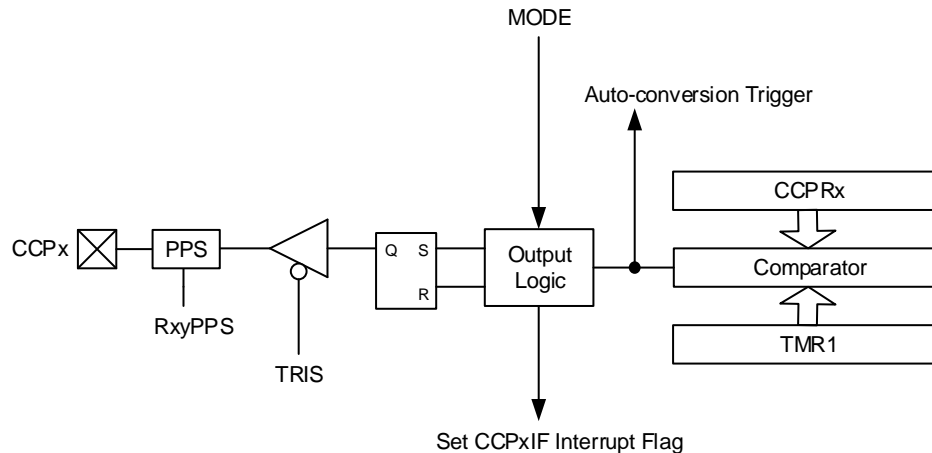 MODE
Auto-conversion Trigger
CCPRx
CCPx
PPS
Q
S
R
Output
Logic
Comparator
RxyPPS
TRIS
TMR1
Set CCPxIF Interrupt Flag